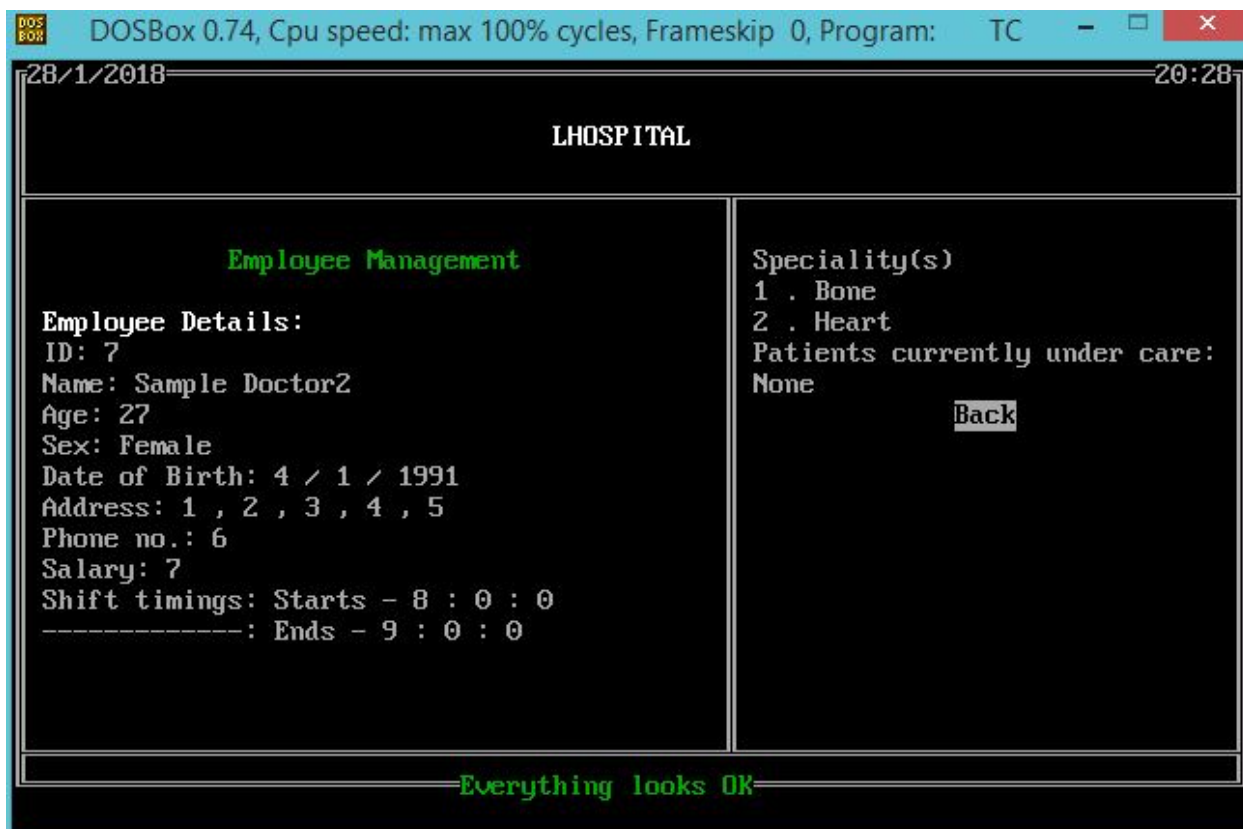 DOS BOX DOSBox 0.74, Cpu speed: max 100% cycles, Frameskip 0, Program: TC
28/1/2018 20:28
LHOSPITAL
Employee Management
Employee Details:
ID: 7
Name: Sample Doctor2
Age: 27
Sex: Female
Date of Birth: 4 / 1 / 1991
Address: 1 , 2 , 3 , 4 , 5
Phone no.: 6
Salary: 7
Shift timings: Starts - 8 : 0 : 0
-------------: Ends - 9 : 0 : 0
Speciality(s)
1 . Bone
2 . Heart
Patients currently under care:
None
Back
Everything looks OK